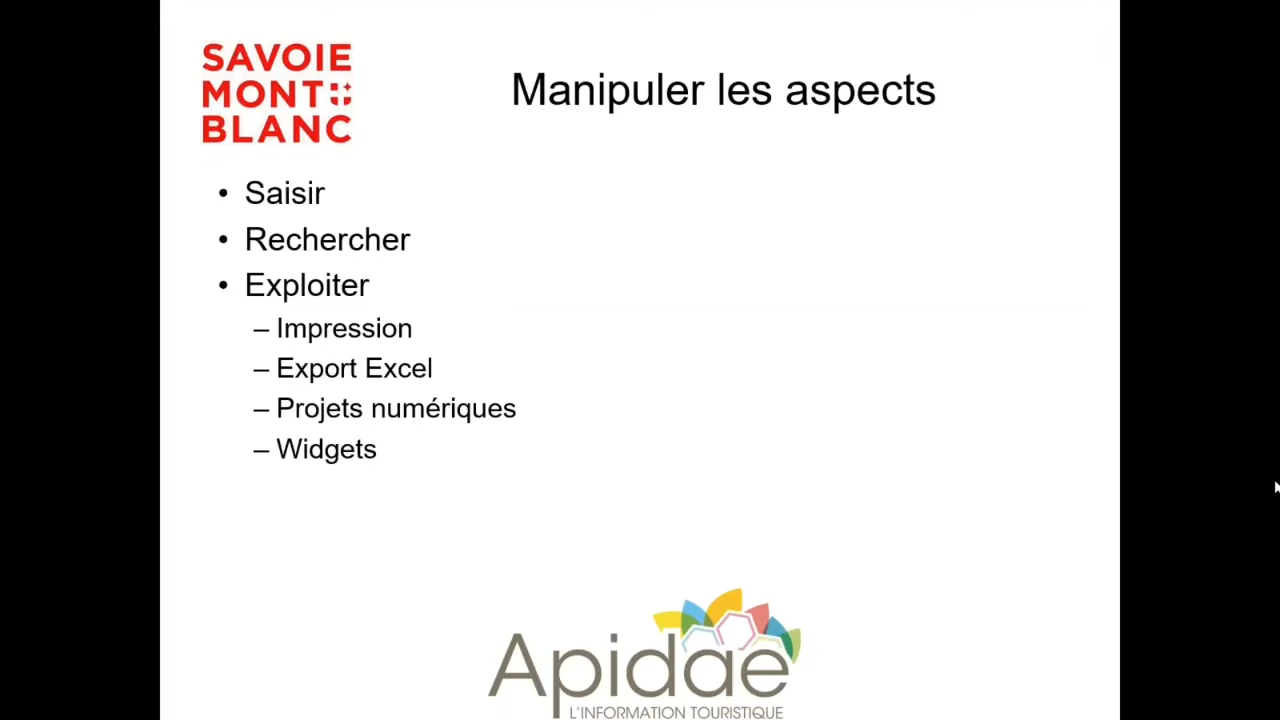 SAVOIE
MONT
BLANC
Manipuler les aspects
• Saisir
• Rechercher
• Exploiter
– Impression
– Export Excel
– Projets numériques
– Widgets
Apidae
L'INFORMATION TOURISTIQUE